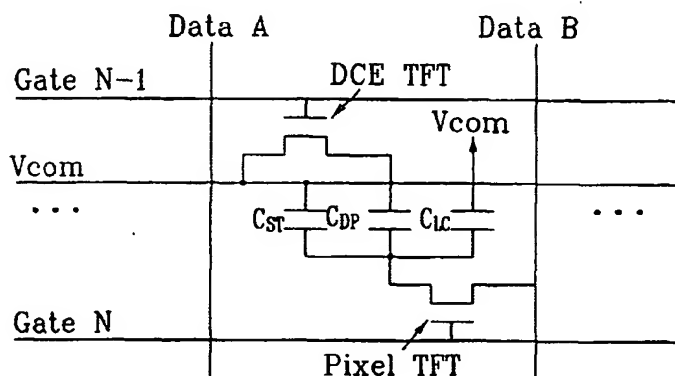 Data A
Data B
Gate N-1
DCE TFT
Vcom
Vcom
... 
CST
CDP
CLC
...
Gate N
Pixel TFT